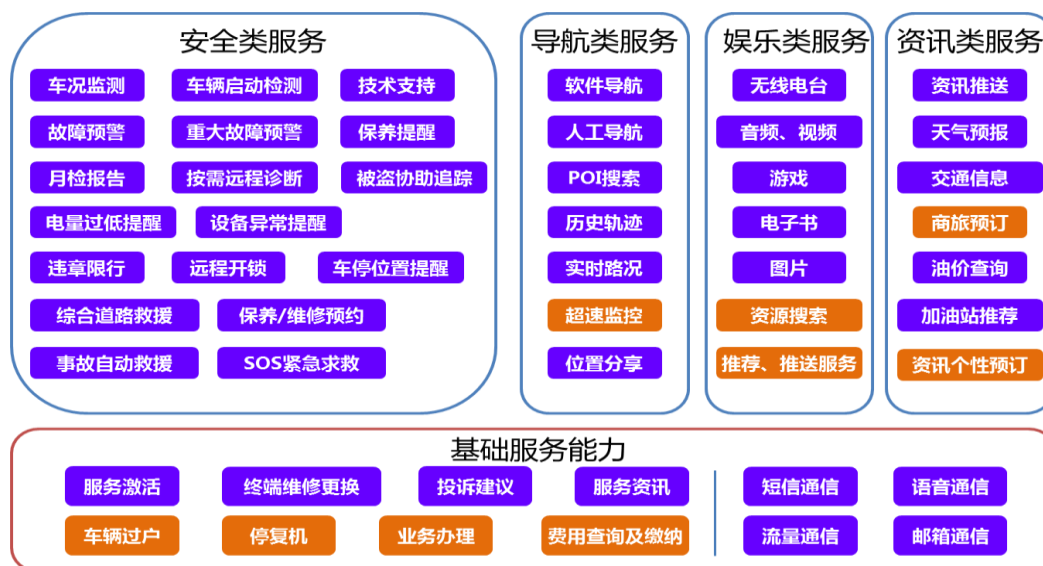 安全类服务
车况监测
车辆启动检测
技术支持
故障预警
重大故障预警
保养提醒
月检报告
按需远程诊断
被盗协助追踪
电量过低提醒
设备异常提醒
违章限行
远程开锁
车停位置提醒
综合道路救援
保养/维修预约
事故自动救援
SOS紧急求救
导航类服务
软件导航
人工导航
POI搜索
历史轨迹
实时路况
超速监控
位置分享
娱乐类服务
无线电台
音频、视频
游戏
电子书
图片
资源搜索
推荐、推送服务
资讯类服务
资讯推送
天气预报
交通信息
商旅预订
油价查询
加油站推荐
资讯个性预订
基础服务能力
服务激活
终端维修更换
投诉建议
服务资讯
车辆过户
停复机
业务办理
费用查询及缴纳
短信通信
语音通信
流量通信
邮箱通信